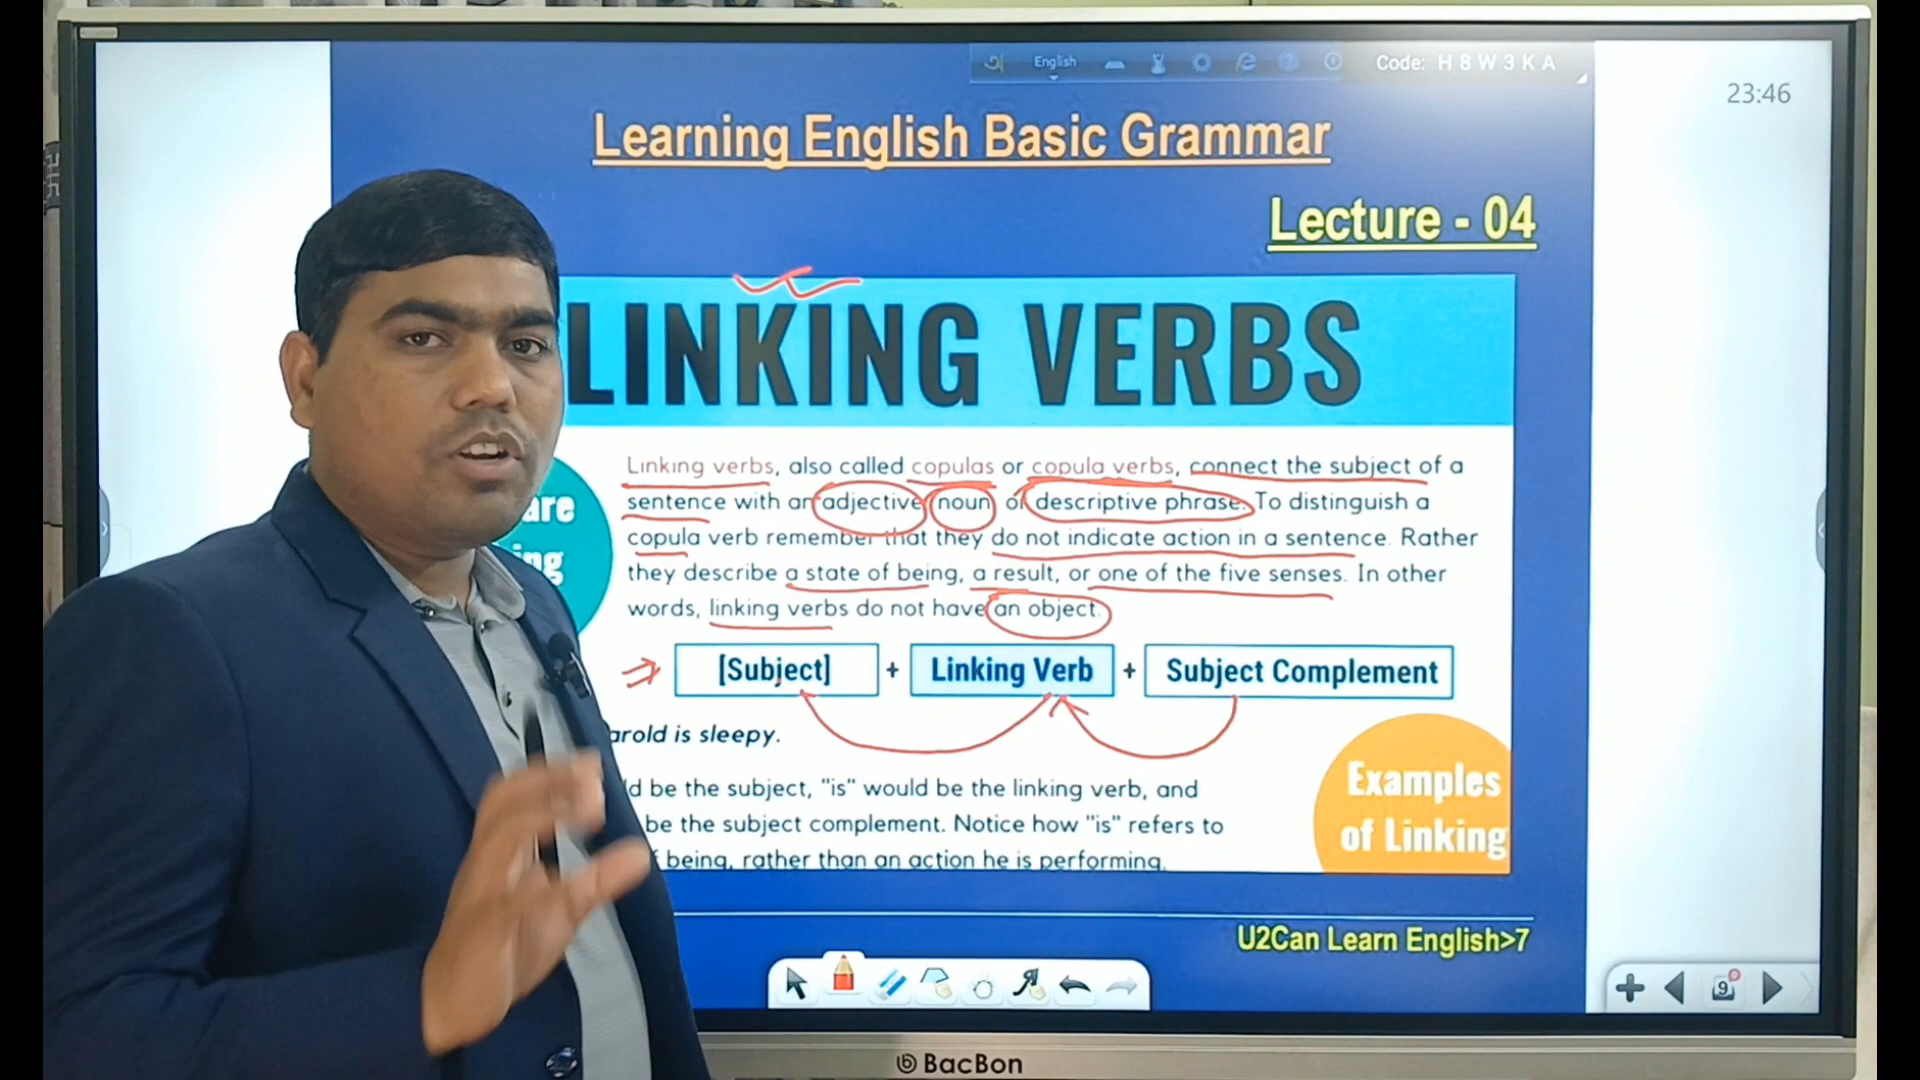 English
Code: H 8 W 3 K A
23:46
Learning English Basic Grammar
Lecture - 04
LINKING VERBS
Linking verbs, also called copulas or copula verbs, connect the subject of a
sentence with an adjective noun or descriptive phrase. To distinguish a
copula verb remember that they do not indicate action in a sentence. Rather
they describe a state of being, a result, or one of the five senses. In other
words, linking verbs do not have an object.
are
ing
[Subject] + Linking Verb + Subject Complement
arold is sleepy.
d be the subject, "is" would be the linking verb, and
be the subject complement. Notice how "is" refers to
f being, rather than an action he is performing.
Examples
of Linking
U2Can Learn English>7
9
BacBon